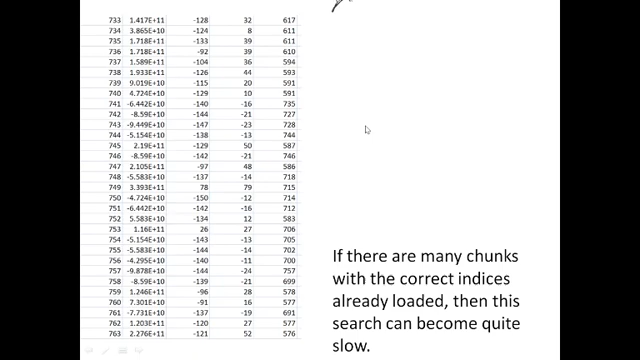 733 1.417E+11 -128 32 617
734 3.865E+10 -124 8 611
735 1.718E+11 -133 39 611
736 1.718E+11 -92 39 610
737 1.589E+11 -104 36 594
738 1.933E+11 -126 44 593
739 9.019E+10 -115 20 591
740 4.724E+10 -129 10 591
741 -6.442E+10 -140 -16 735
742 -8.59E+10 -144 -21 727
743 -9.449E+10 -147 -23 728
744 -5.154E+10 -138 -13 744
745 2.19E+11 -129 50 587
746 -8.59E+10 -142 -21 746
747 2.105E+11 -97 48 586
748 -5.583E+10 -137 -14 718
749 3.393E+11 78 79 715
750 -4.724E+10 -150 -12 714
751 -6.442E+10 -142 -16 712
752 5.583E+10 -134 12 583
753 1.16E+11 26 27 706
754 -5.154E+10 -143 -13 705
755 -5.583E+10 -144 -14 702
756 -4.295E+10 -140 -11 700
757 -9.878E+10 -144 -24 757
758 -8.59E+10 -139 -21 699
759 1.246E+11 -96 28 578
760 7.301E+10 -91 16 577
761 -7.731E+10 -137 -19 691
762 1.203E+11 -120 27 577
763 2.276E+11 -121 52 576
If there are many chunks
with the correct indices
already loaded, then this
search can become quite
slow.